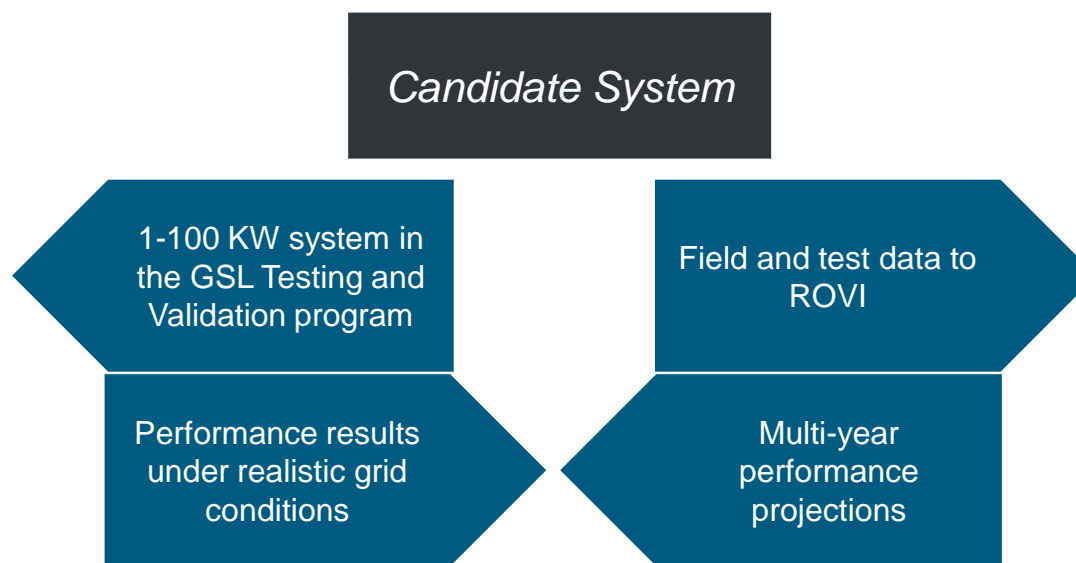 Candidate System
1-100 KW system in
the GSL Testing and
Validation program
Field and test data to
ROVI
Performance results
under realistic grid
conditions
Multi-year
performance
projections